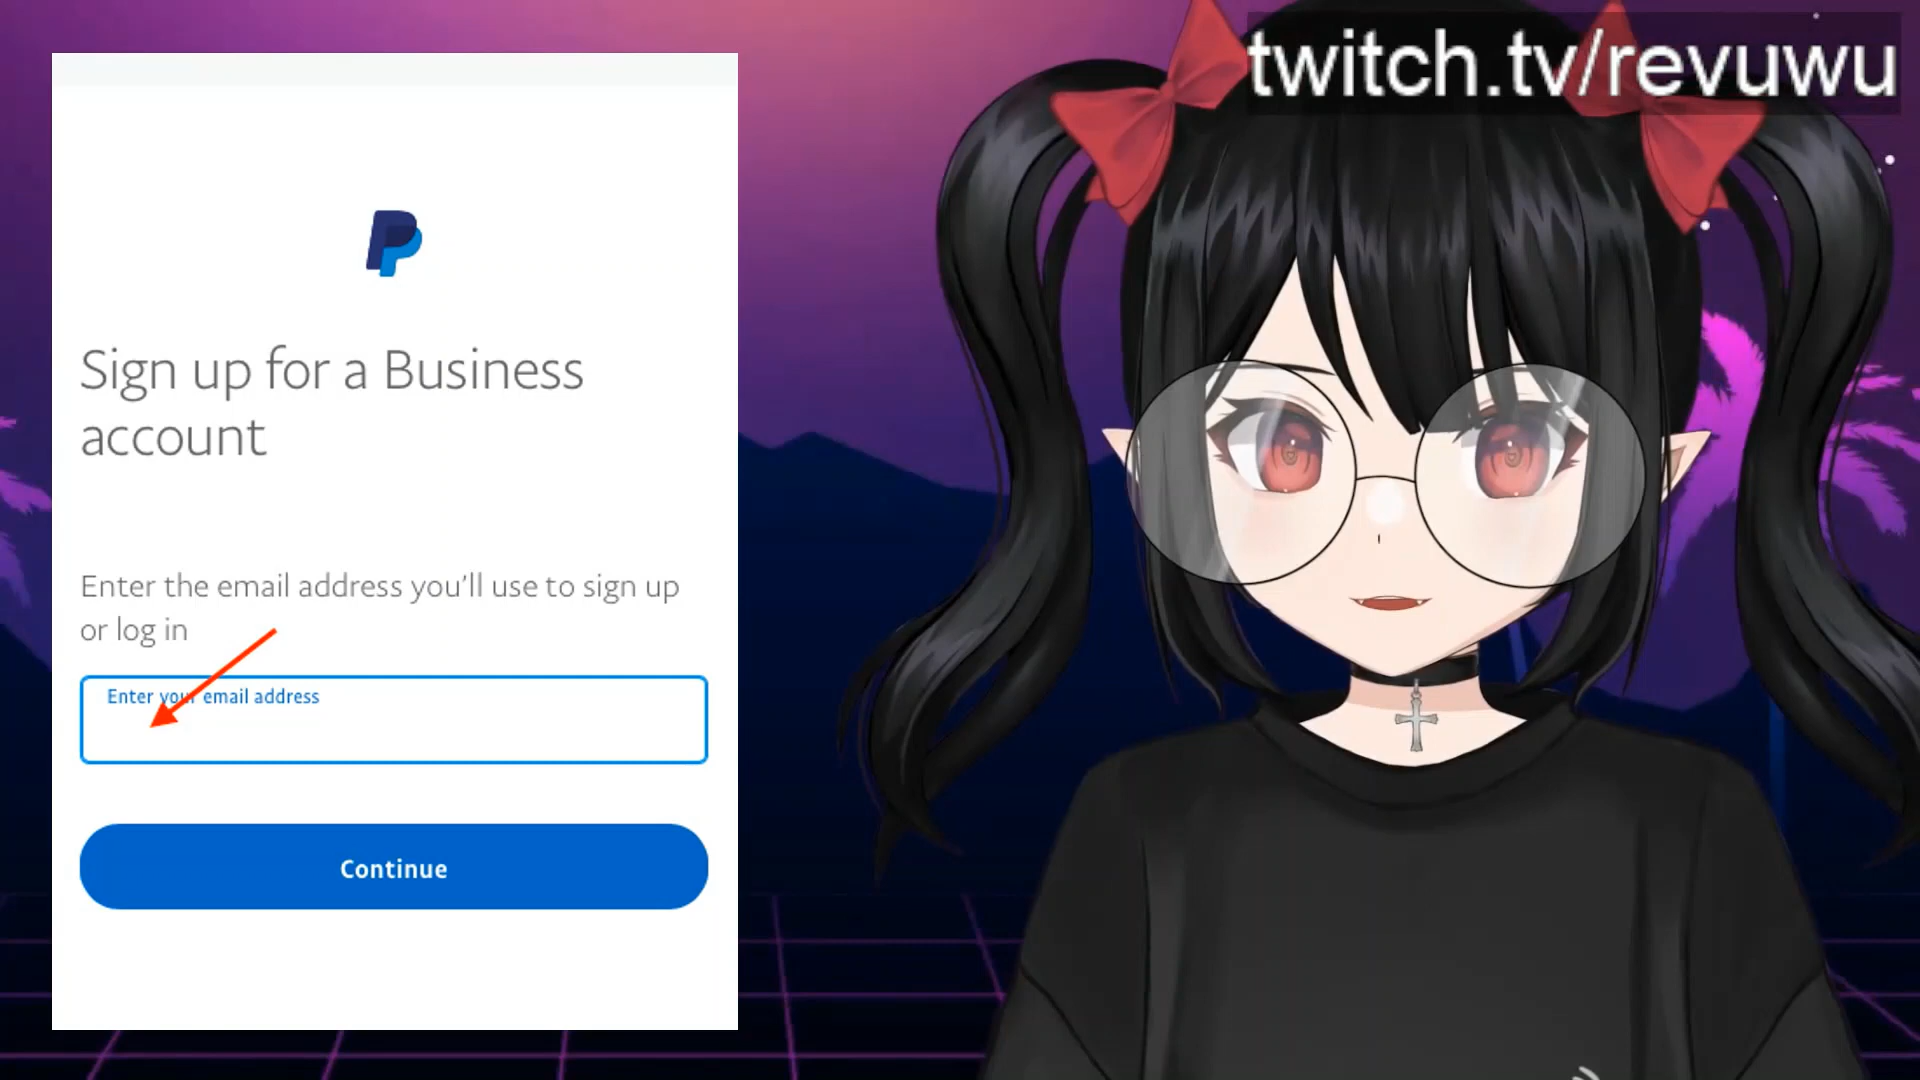 twitch.tv/revuwu
Sign up for a Business
account
Enter the email address you'll use to sign up
or log in
Enter your email address
Continue